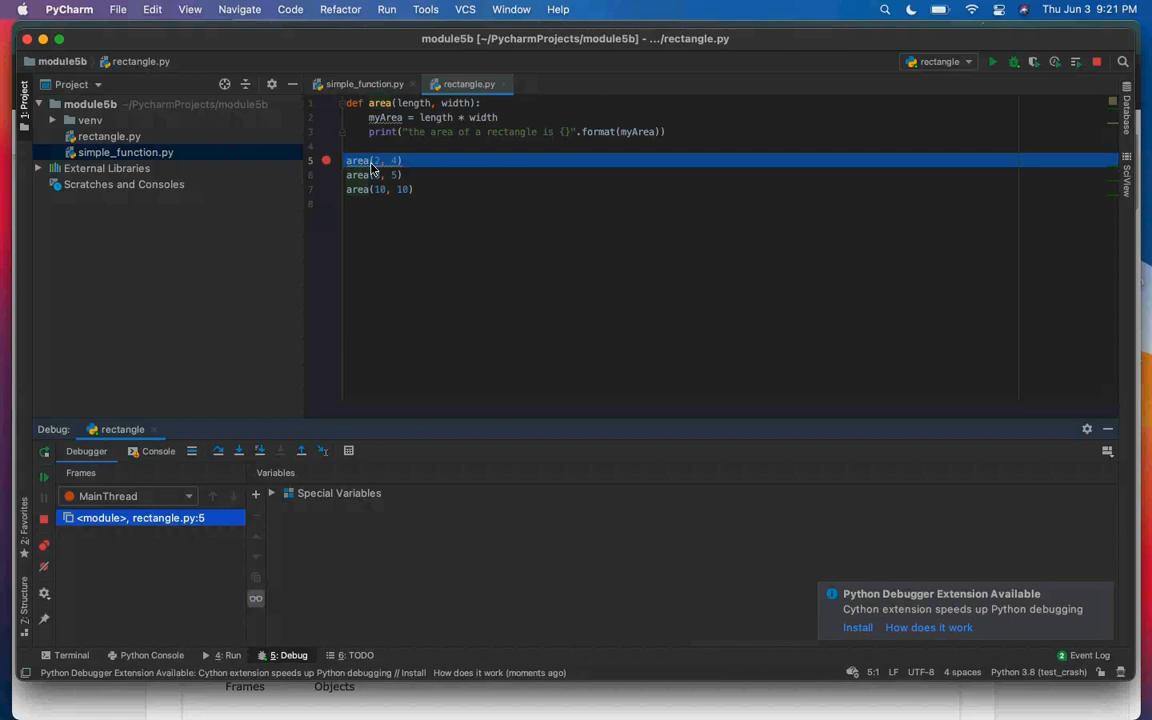 PyCharm File Edit View Navigate Code Refactor Run Tools VCS Window Help Thu Jun 3 9:21 PM
module5b [~/PycharmProjects/module5b] - .../rectangle.py
module5b rectangle.py rectangle
Project simple_function.py rectangle.py
module5b ~/PycharmProjects/module5b
venv
rectangle.py
simple_function.py
External Libraries
Scratches and Consoles
1: Project
1 def area(length, width):
2 myArea = length * width
3 print("the area of a rectangle is {}".format(myArea))
4
5 area(2, 4)
6 area( , 5)
7 area(10, 10)
8
Database
SciView
Debug: rectangle
Debugger Console
Frames Variables
MainThread Special Variables
<module>, rectangle.py:5
2: Favorites
Z: Structure
Python Debugger Extension Available
Cython extension speeds up Python debugging
Install How does it work
Terminal Python Console 4: Run 5: Debug 6: TODO 2 Event Log
Python Debugger Extension Available: Cython extension speeds up Python debugging // Install How does it work (moments ago) 5:1 LF UTF-8 4 spaces Python 3.8 (test_crash)
Frames Objects